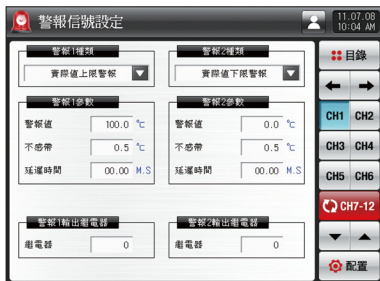 警報信號設定
11.07.08
10:04 AM
警報1種類
警報2種類
實際值上限警報
實際值下限警報
警報1參數
警報2參數
警報值 100.0 ℃
警報值 0.0 ℃
不感帶 0.5 ℃
不感帶 0.5 ℃
延遲時間 00.00 M.S
延遲時間 00.00 M.S
警報1輸出繼電器
警報2輸出繼電器
繼電器 0
繼電器 0
目錄
CH1 CH2
CH3 CH4
CH5 CH6
CH7-12
配置